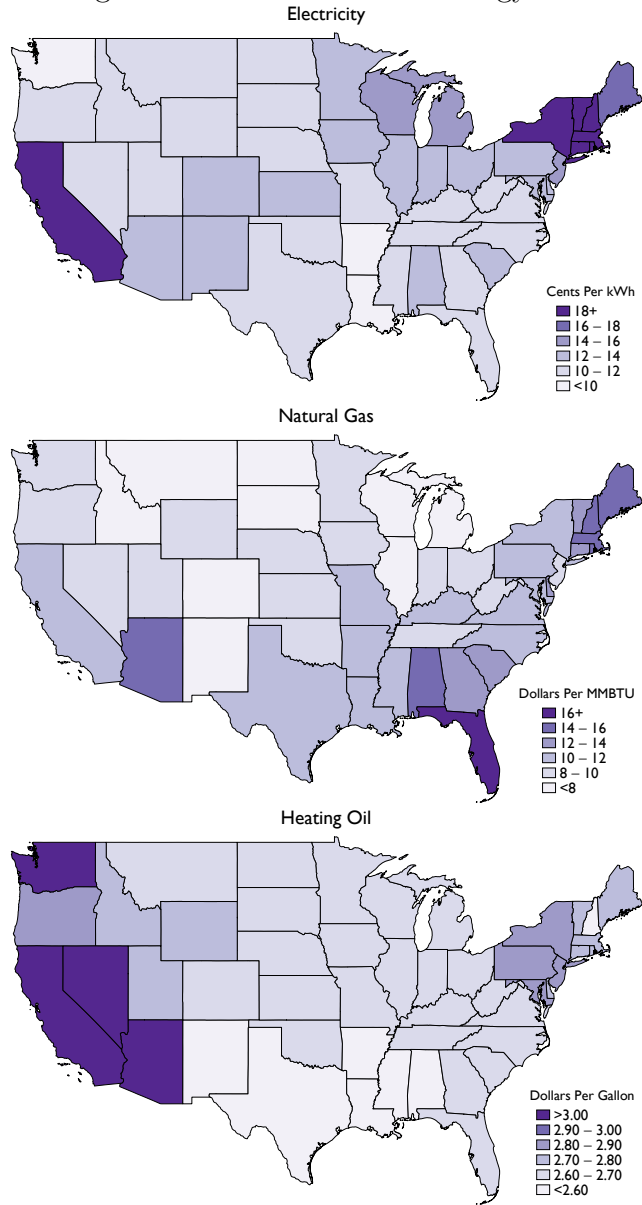 Electricity
Cents Per kWh
18+
16 – 18
14 – 16
12 – 14
10 – 12
<10
Natural Gas
Dollars Per MMBTU
16+
14 – 16
12 – 14
10 – 12
8 – 10
<8
Heating Oil
Dollars Per Gallon
>3.00
2.90 – 3.00
2.80 – 2.90
2.70 – 2.80
2.60 – 2.70
<2.60